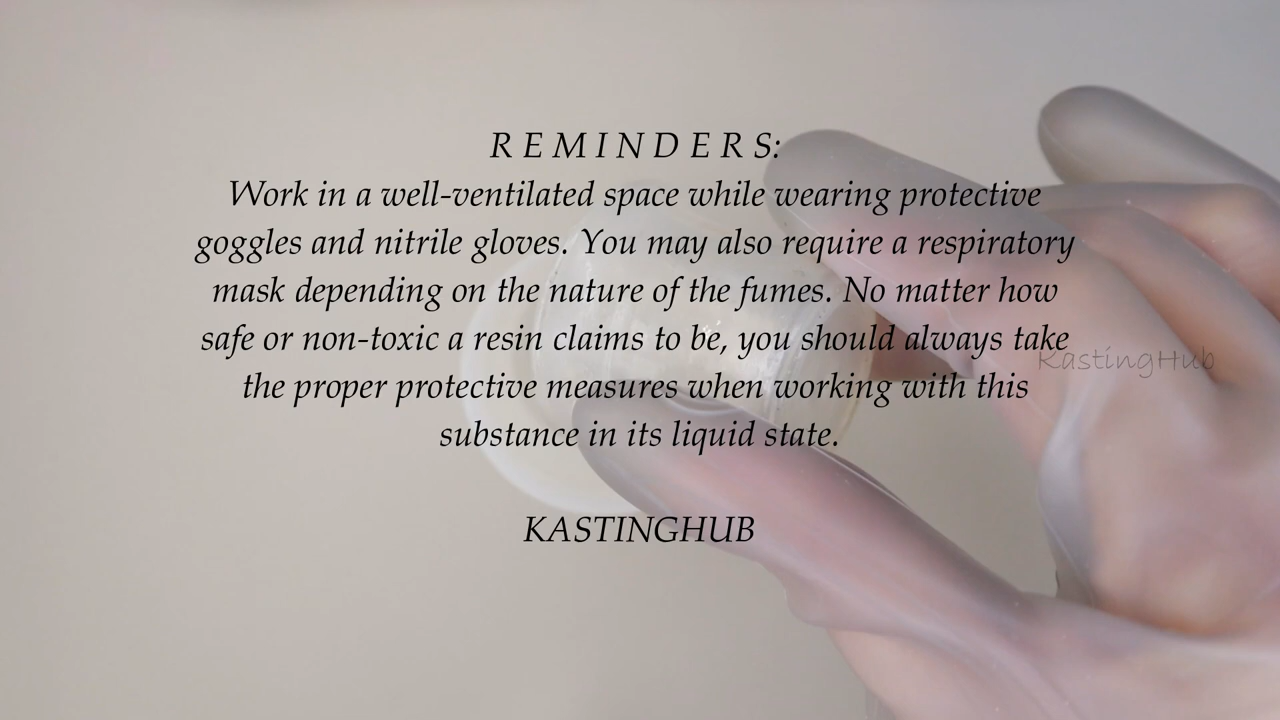 R E M I N D E R S:
Work in a well-ventilated space while wearing protective
goggles and nitrile gloves. You may also require a respiratory
mask depending on the nature of the fumes. No matter how
safe or non-toxic a resin claims to be, you should always take
KastingHub
the proper protective measures when working with this
substance in its liquid state.
KASTINGHUB